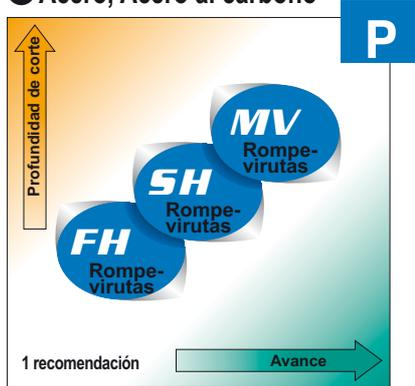 Acero, Acero al carbono
P
Profundidad de corte
MV
Rompe-
virutas
SH
Rompe-
virutas
FH
Rompe-
virutas
1 recomendación
Avance